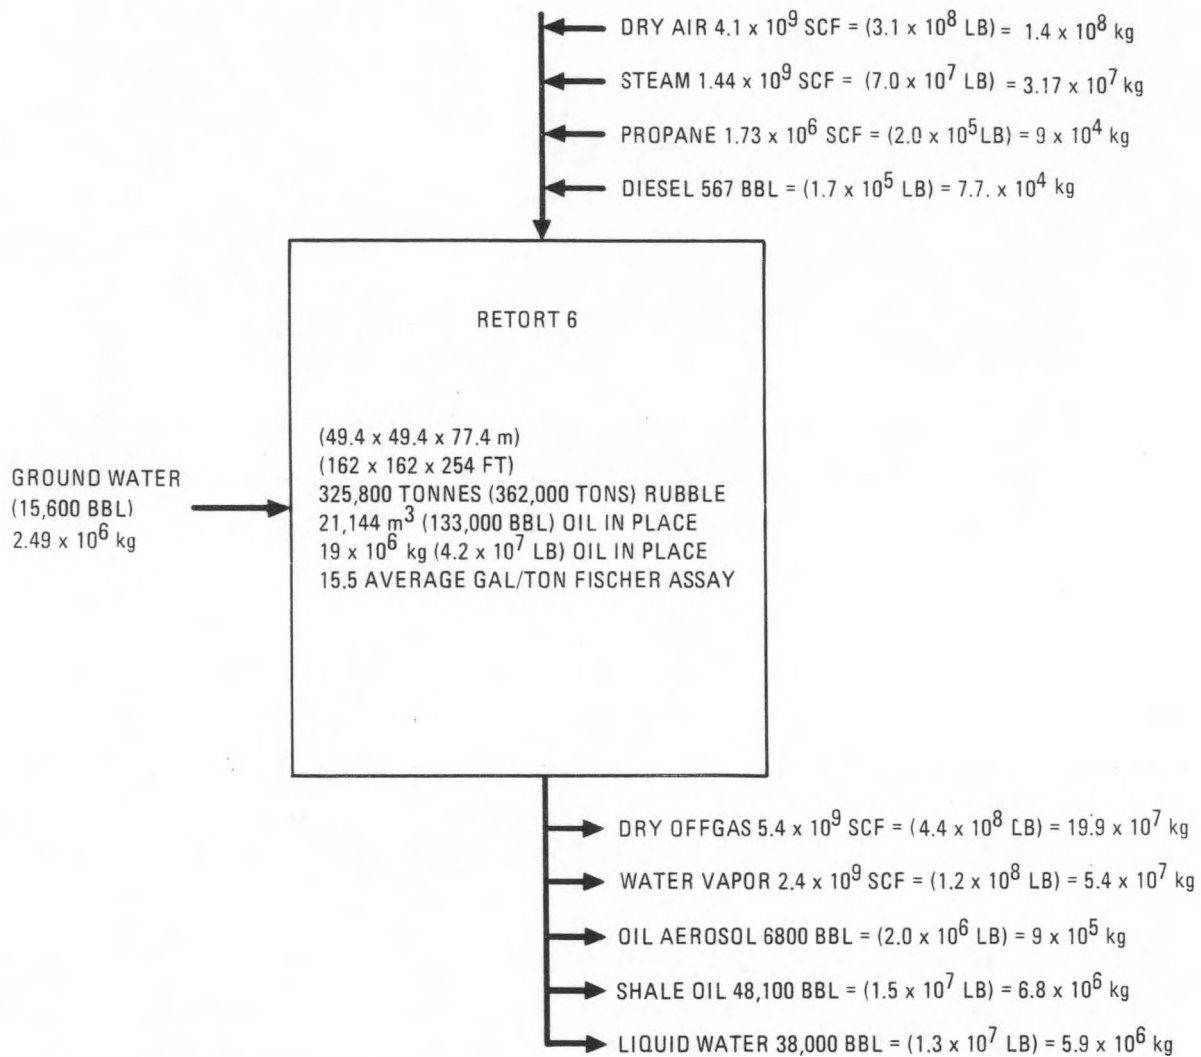 DRY AIR 4.1 x 10⁹ SCF = (3.1 x 10⁸ LB) = 1.4 x 10⁸ kg
STEAM 1.44 x 10⁹ SCF = (7.0 x 10⁷ LB) = 3.17 x 10⁷ kg
PROPANE 1.73 x 10⁶ SCF = (2.0 x 10⁵LB) = 9 x 10⁴ kg
DIESEL 567 BBL = (1.7 x 10⁵ LB) = 7.7. x 10⁴ kg
RETORT 6
(49.4 x 49.4 x 77.4 m)
(162 x 162 x 254 FT)
325,800 TONNES (362,000 TONS) RUBBLE
21,144 m³ (133,000 BBL) OIL IN PLACE
19 x 10⁶ kg (4.2 x 10⁷ LB) OIL IN PLACE
15.5 AVERAGE GAL/TON FISCHER ASSAY
GROUND WATER
(15,600 BBL)
2.49 x 10⁶ kg
DRY OFFGAS 5.4 x 10⁹ SCF = (4.4 x 10⁸ LB) = 19.9 x 10⁷ kg
WATER VAPOR 2.4 x 10⁹ SCF = (1.2 x 10⁸ LB) = 5.4 x 10⁷ kg
OIL AEROSOL 6800 BBL = (2.0 x 10⁶ LB) = 9 x 10⁵ kg
SHALE OIL 48,100 BBL = (1.5 x 10⁷ LB) = 6.8 x 10⁶ kg
LIQUID WATER 38,000 BBL = (1.3 x 10⁷ LB) = 5.9 x 10⁶ kg